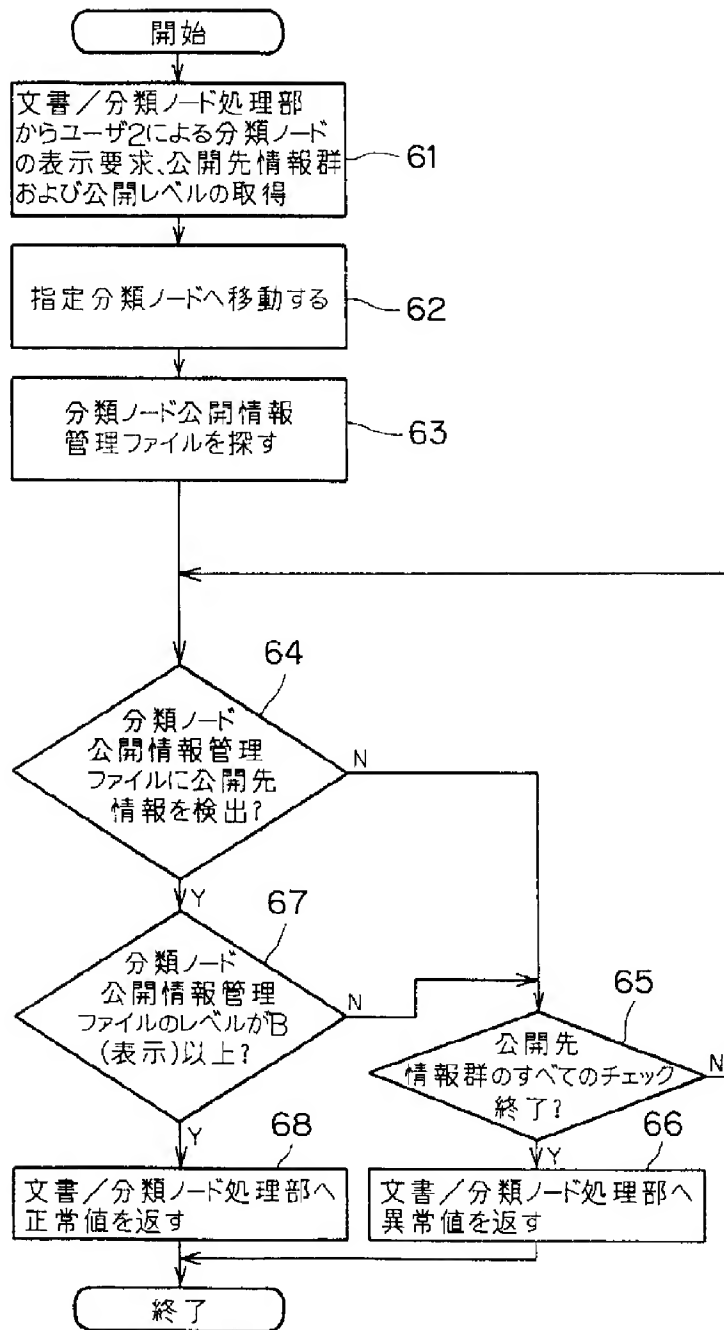 開始
文書/分類ノード処理部
からユーザ2による分類ノード
の表示要求、公開先情報群
および公開レベルの取得
61
指定分類ノードへ移動する
62
分類ノード公開情報
管理ファイルを探す
63
64
分類ノード
公開情報管理
ファイルに公開先
情報を検出?
N
Y
67
分類ノード
公開情報管理
ファイルのレベルがB
(表示)以上?
N
Y
65
公開先
情報群のすべてのチェック
終了?
N
Y
68
文書/分類ノード処理部へ
正常値を返す
66
文書/分類ノード処理部へ
異常値を返す
終了